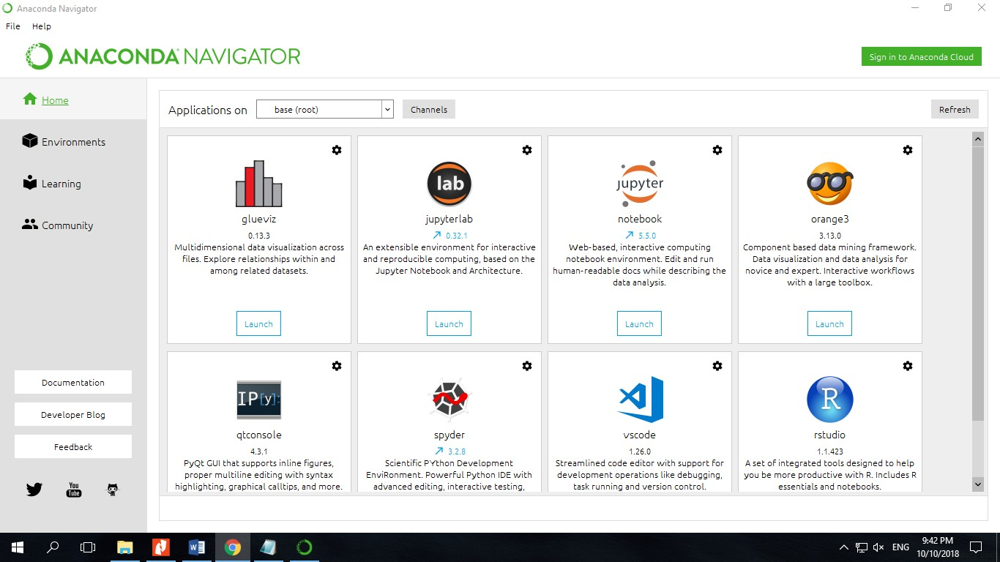 Anaconda Navigator
File Help
ANACONDA NAVIGATOR
Sign in to Anaconda Cloud
Home
Environments
Learning
Community
Documentation
Developer Blog
Feedback
You
Tube
Applications on base (root) Channels Refresh
glueviz
0.13.3
Multidimensional data visualization across
files. Explore relationships within and
among related datasets.
Launch
lab
jupyterlab
0.32.1
An extensible environment for interactive
and reproducible computing, based on the
Jupyter Notebook and Architecture.
Launch
jupyter
notebook
5.5.0
Web-based, interactive computing
notebook environment. Edit and run
human-readable docs while describing the
data analysis.
Launch
orange3
3.13.0
Component based data mining framework.
Data visualization and data analysis for
novice and expert. Interactive workflows
with a large toolbox.
Launch
IP[y]:
qtconsole
4.3.1
PyQt GUI that supports inline figures,
proper multiline editing with syntax
highlighting, graphical calltips, and more.
spyder
3.2.8
Scientific PYthon Development
EnviRonment. Powerful Python IDE with
advanced editing, interactive testing,
vscode
1.26.0
Streamlined code editor with support for
development operations like debugging,
task running and version control.
R
rstudio
1.1.423
A set of integrated tools designed to help
you be more productive with R. Includes R
essentials and notebooks.
ENG
9:42 PM
10/10/2018